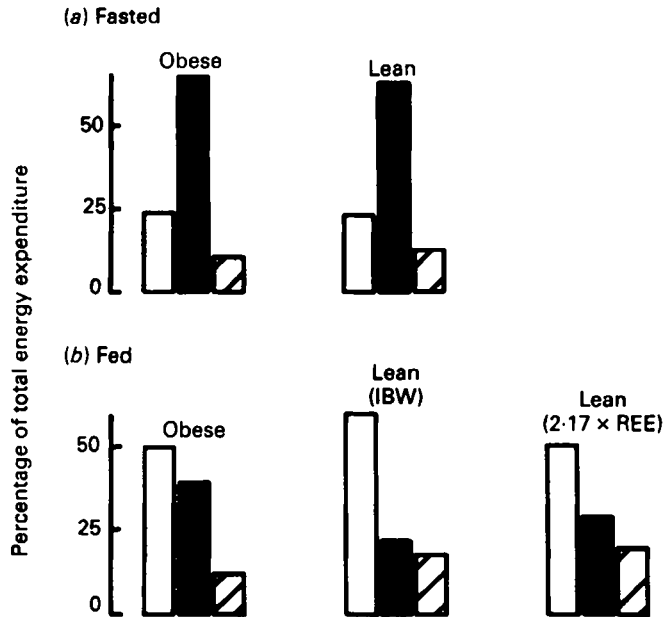 (a) Fasted
Obese
Lean
50
25
0
Percentage of total energy expenditure
(b) Fed
Obese
Lean
(IBW)
Lean
(2·17 × REE)
50
25
0